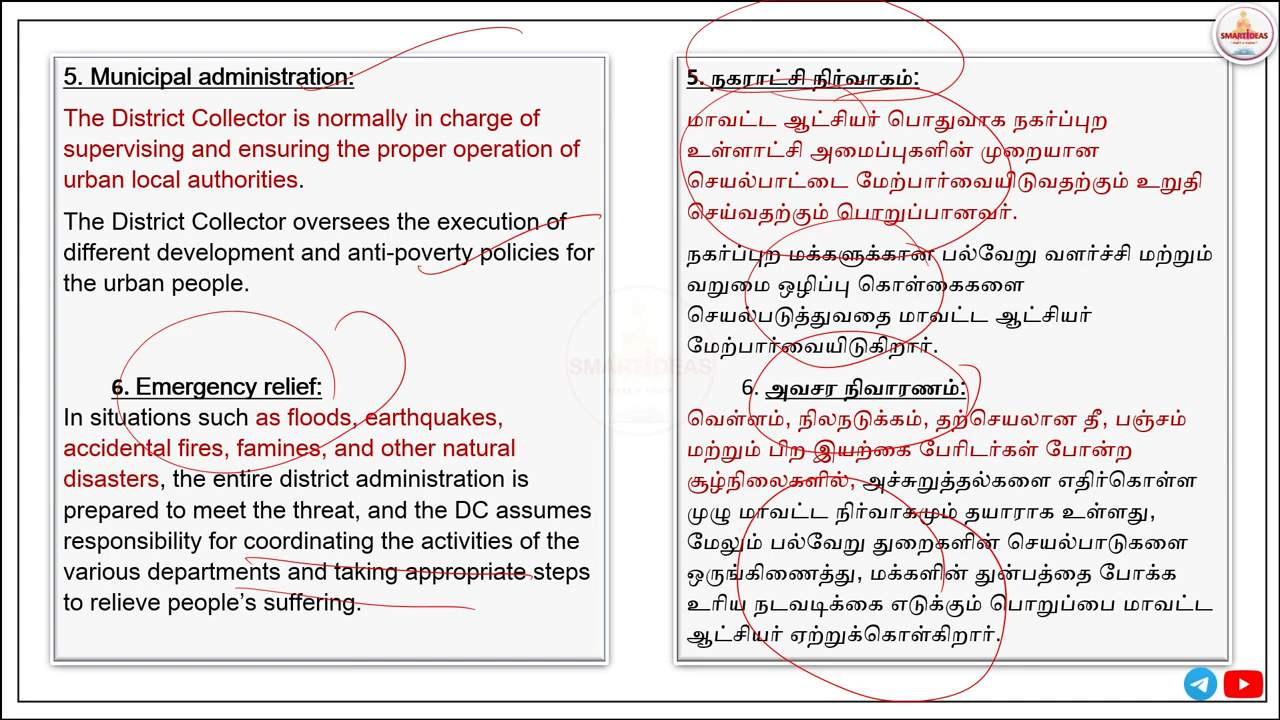 5. Municipal administration:
The District Collector is normally in charge of
supervising and ensuring the proper operation of
urban local authorities.
The District Collector oversees the execution of
different development and anti-poverty policies for
the urban people.
6. Emergency relief:
In situations such as floods, earthquakes,
accidental fires, famines, and other natural
disasters, the entire district administration is
prepared to meet the threat, and the DC assumes
responsibility for coordinating the activities of the
various departments and taking appropriate steps
to relieve people's suffering.
5. நகராட்சி நிர்வாகம்:
மாவட்ட ஆட்சியர் பொதுவாக நகர்ப்புற
உள்ளாட்சி அமைப்புகளின் முறையான
செயல்பாட்டை மேற்பார்வையிடுவதற்கும் உறுதி
செய்வதற்கும் பொறுப்பானவர்.
நகர்ப்புற மக்களுக்கான பல்வேறு வளர்ச்சி மற்றும்
வறுமை ஒழிப்பு கொள்கைகளை
செயல்படுத்துவதை மாவட்ட ஆட்சியர்
மேற்பார்வையிடுகிறார்.
6. அவசர நிவாரணம்:
வெள்ளம், நிலநடுக்கம், தற்செயலான தீ, பஞ்சம்
மற்றும் பிற இயற்கை பேரிடர்கள் போன்ற
சூழ்நிலைகளில், அச்சுறுத்தல்களை எதிர்கொள்ள
முழு மாவட்ட நிர்வாகமும் தயாராக உள்ளது,
மேலும் பல்வேறு துறைகளின் செயல்பாடுகளை
ஒருங்கிணைத்து, மக்களின் துன்பத்தை போக்க
உரிய நடவடிக்கை எடுக்கும் பொறுப்பை மாவட்ட
ஆட்சியர் ஏற்றுக்கொள்கிறார்.
SMARTIDEAS
SMARTIDEAS